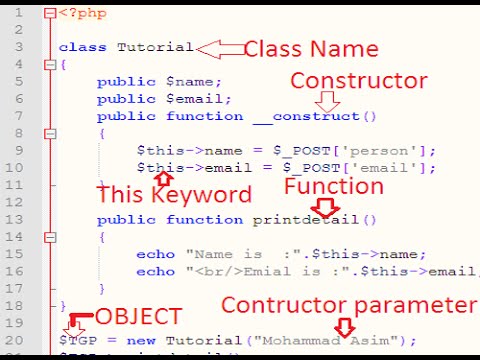 1 <?php
2
3 class Tutorial Class Name
4 {
5 public $name; Constructor
6 public $email;
7 public function __construct()
8 {
9 $this->name = $_POST['person'];
10 $this->email = $_POST['email'];
11 } This Keyword Function
12
13 public function printdetail()
14 {
15 echo "Name is :".$this->name;
16 echo "<br/>Emial is :".$this->email
17 }
18 }
19 OBJECT Contructor parameter
20 $TGP = new Tutorial("Mohammad Asim");